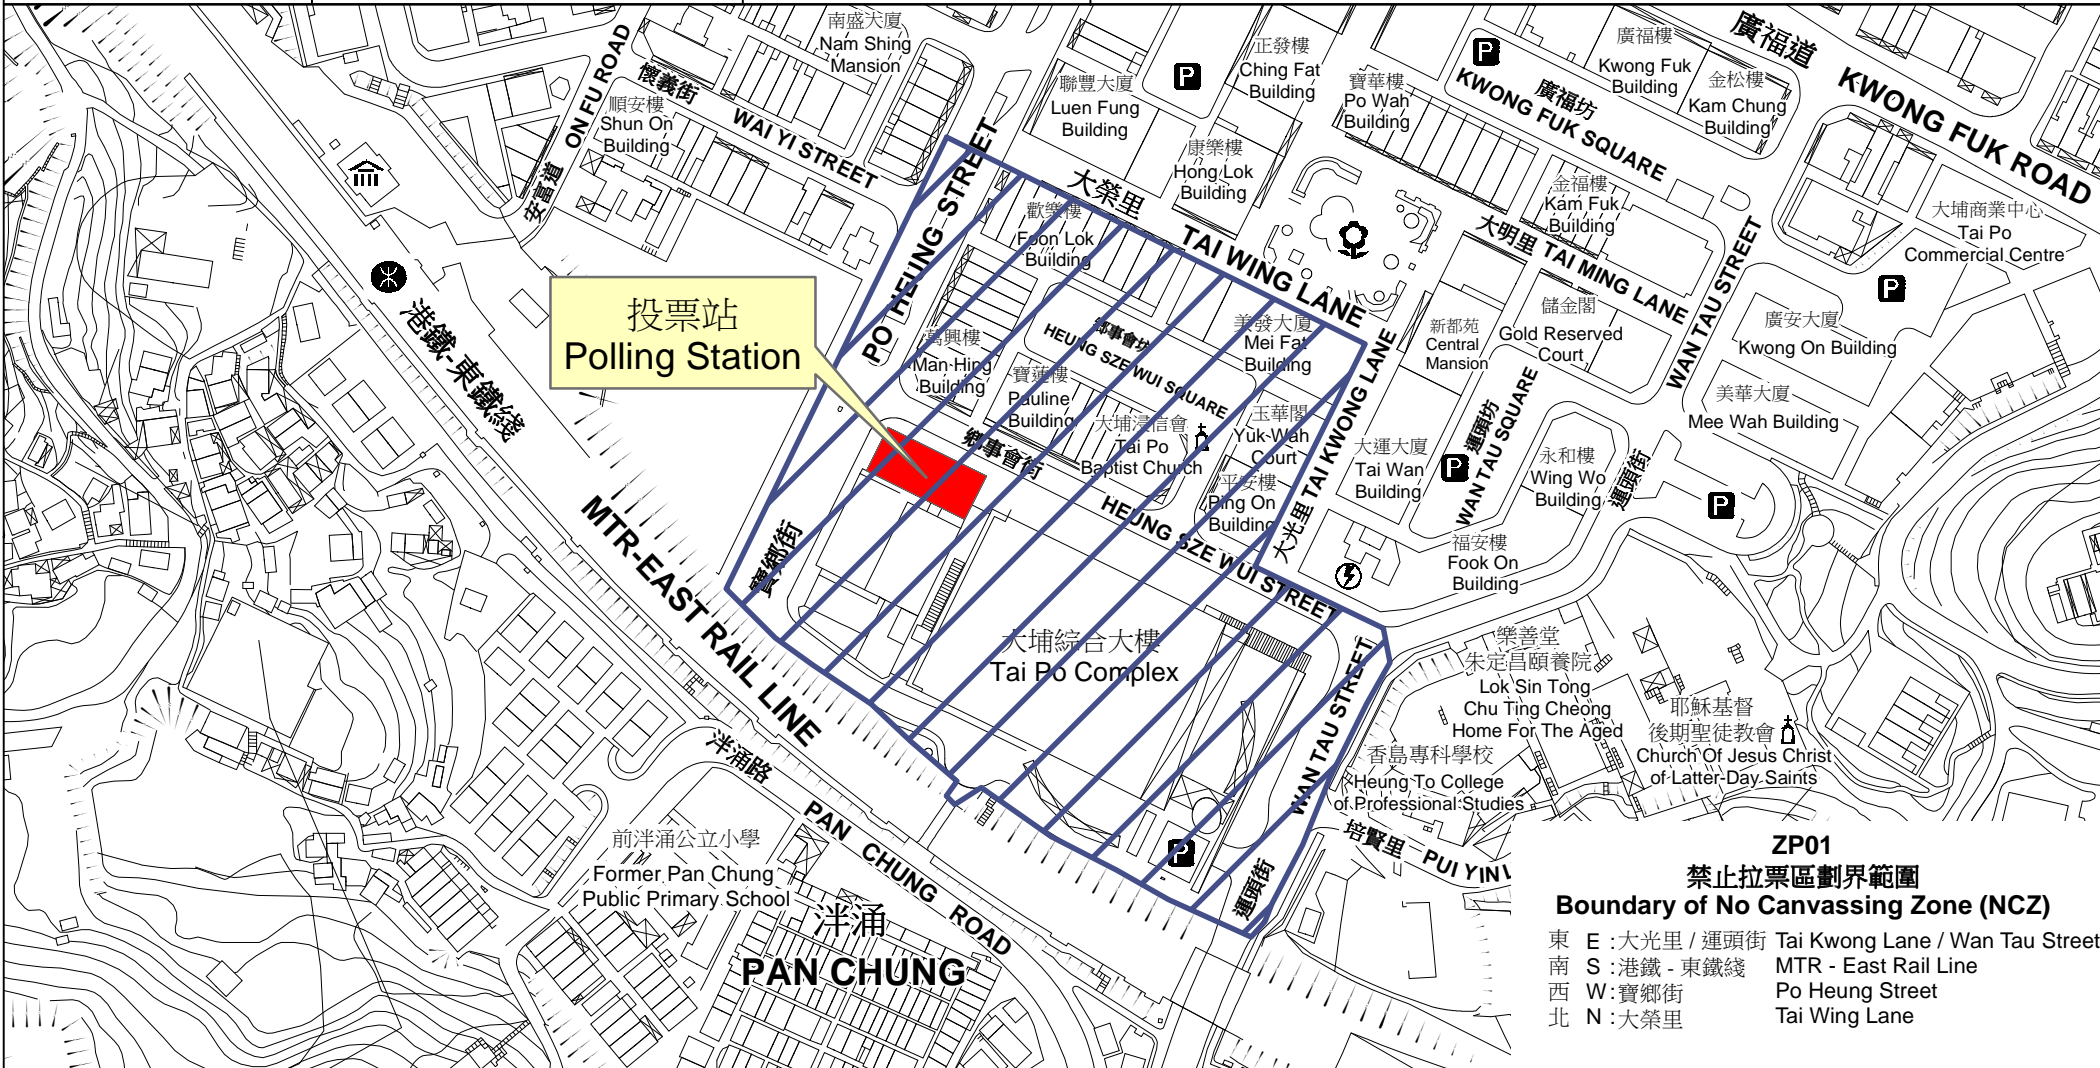 南盛大廈
Nam Shing
Mansion
懷義街
WAI YI STREET
順安樓
Shun On
Building
安富道 ON FU ROAD
聯豐大廈
Luen Fung
Building
正發樓
Ching Fat
Building
康樂樓
Hong Lok
Building
寶華樓
Po Wah
Building
廣福樓
Kwong Fuk
Building
金松樓
Kam Chung
Building
廣福坊
KWONG FUK SQUARE
廣福道 KWONG FUK ROAD
金福樓
Kam Fuk
Building
大埔商業中心
Tai Po
Commercial Centre
大明里 TAI MING LANE
WAN TAU STREET
大榮里
TAI WING LANE
PO HEUNG STREET
歡樂樓
Foon Lok
Building
投票站
Polling Station
萬興樓
Man Hing
Building
寶蓮樓
Pauline
Building
鄉事會坊
HEUNG SZE WUI SQUARE
美發大廈
Mei Fat
Building
大埔浸信會
Tai Po
Baptist Church
玉華閣
Yuk Wah
Court
平安樓
Ping On
Building
大光里 TAI KWONG LANE
新都苑
Central
Mansion
儲金閣
Gold Reserved
Court
廣安大廈
Kwong On Building
美華大廈
Mee Wah Building
大運大廈
Tai Wan
Building
運頭坊
WAN TAU SQUARE
永和樓
Wing Wo
Building
運頭街
福安樓
Fook On
Building
鄉事會街
HEUNG SZE WUI STREET
寶鄉街
港鐵-東鐵綫
MTR-EAST RAIL LINE
大埔綜合大樓
Tai Po Complex
WAN TAU STREET
運頭街
樂善堂
朱定昌頤養院
Lok Sin Tong
Chu Ting Cheong
Home For The Aged
耶穌基督
後期聖徒教會
Church Of Jesus Christ
of Latter-Day Saints
香島專科學校
Heung To College
of Professional Studies
培賢里 PUI YIN L
泮涌路
PAN CHUNG ROAD
前泮涌公立小學
Former Pan Chung
Public Primary School
泮涌
PAN CHUNG
P
P
P
P
P
P
ZP01
禁止拉票區劃界範圍
Boundary of No Canvassing Zone (NCZ)
東 E : 大光里 / 運頭街 Tai Kwong Lane / Wan Tau Street
南 S : 港鐵 - 東鐵綫 MTR - East Rail Line
西 W : 寶鄉街 Po Heung Street
北 N : 大榮里 Tai Wing Lane